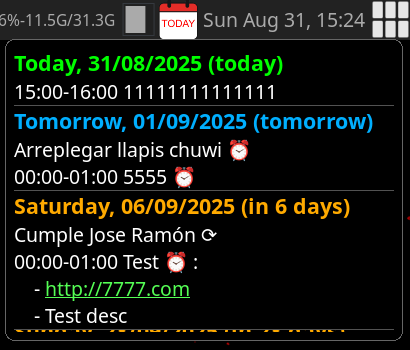 6%-11.5G/31.3G TODAY Sun Aug 31, 15:24
Today, 31/08/2025 (today)
15:00-16:00 11111111111111
Tomorrow, 01/09/2025 (tomorrow)
Arreplegar llapis chuwi ⏰
00:00-01:00 5555 ⏰
Saturday, 06/09/2025 (in 6 days)
Cumple Jose Ramón ⟳
00:00-01:00 Test ⏰ :
- http://7777.com
- Test desc